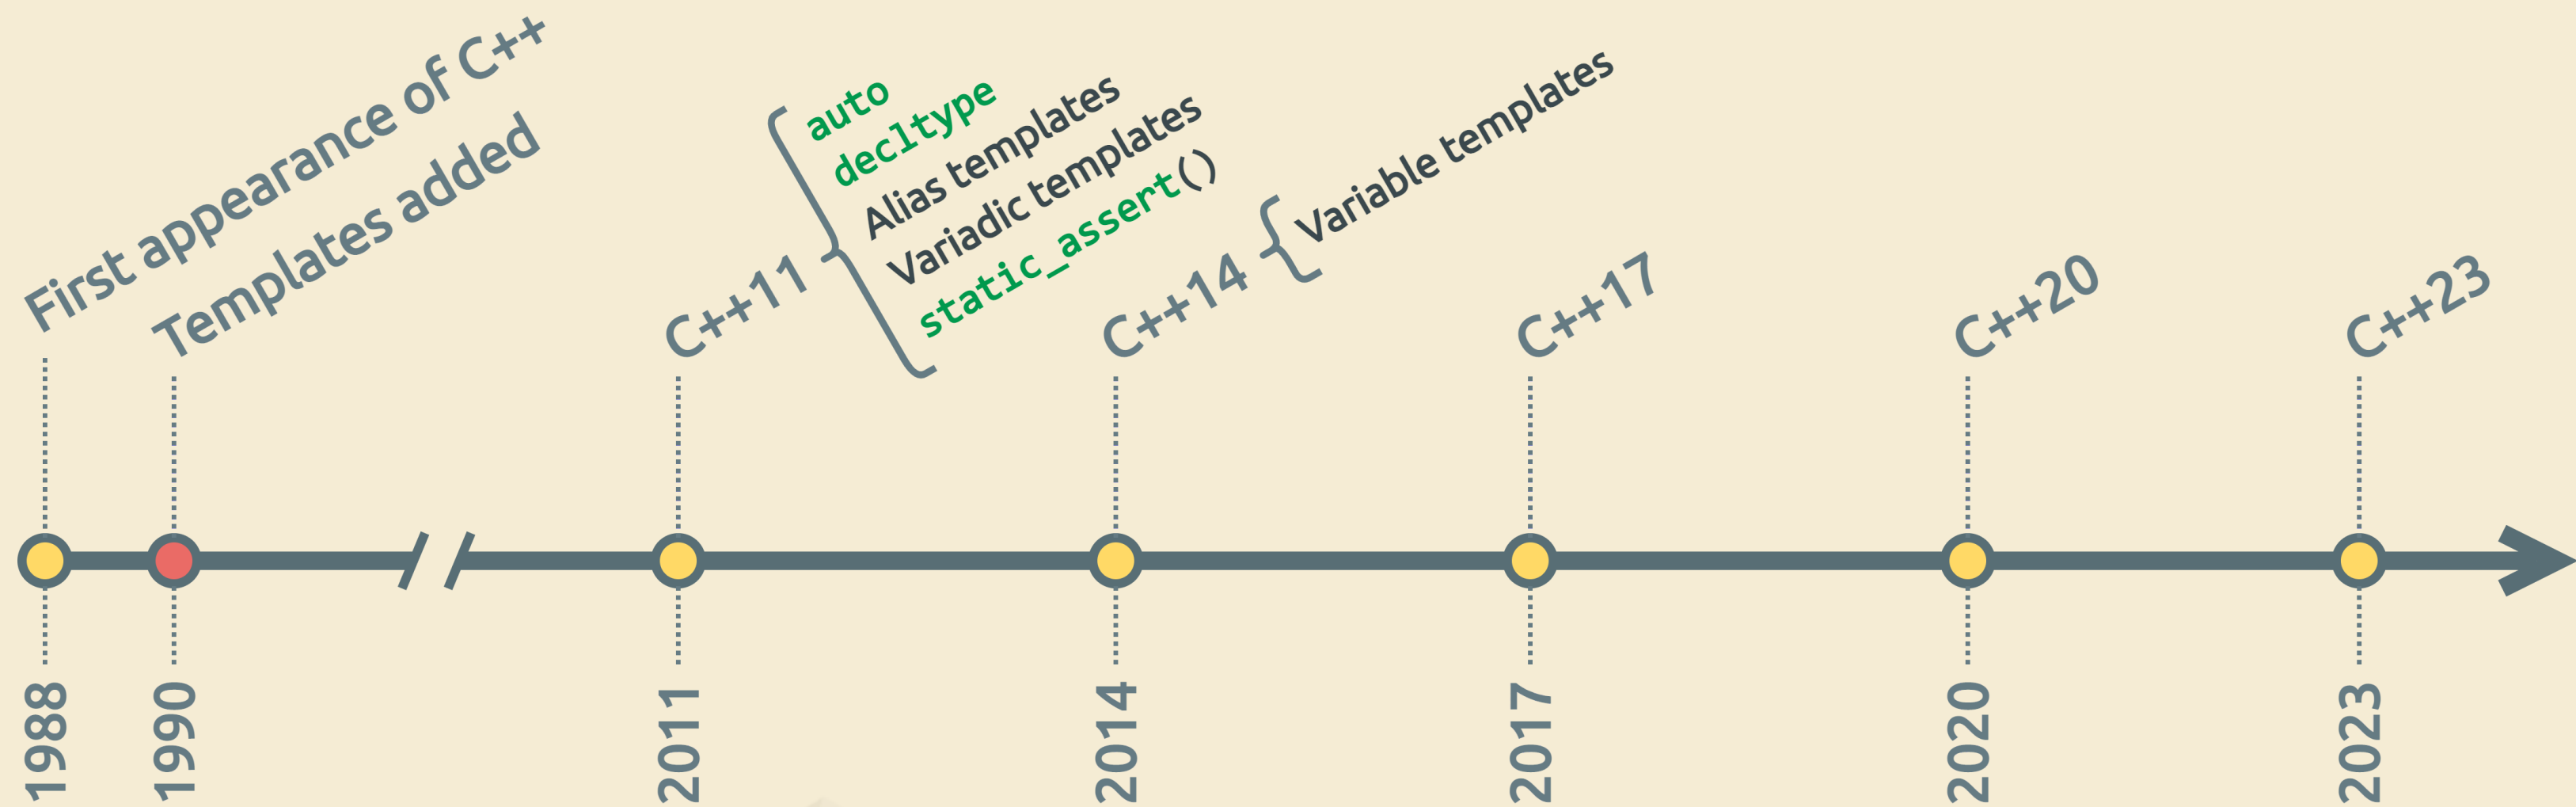 First appearance of C++
Templates added
C++11
auto
decltype
Alias templates
Variadic templates
static_assert()
C++14
Variable templates
C++17
C++20
C++23
1988
1990
2011
2014
2017
2020
2023